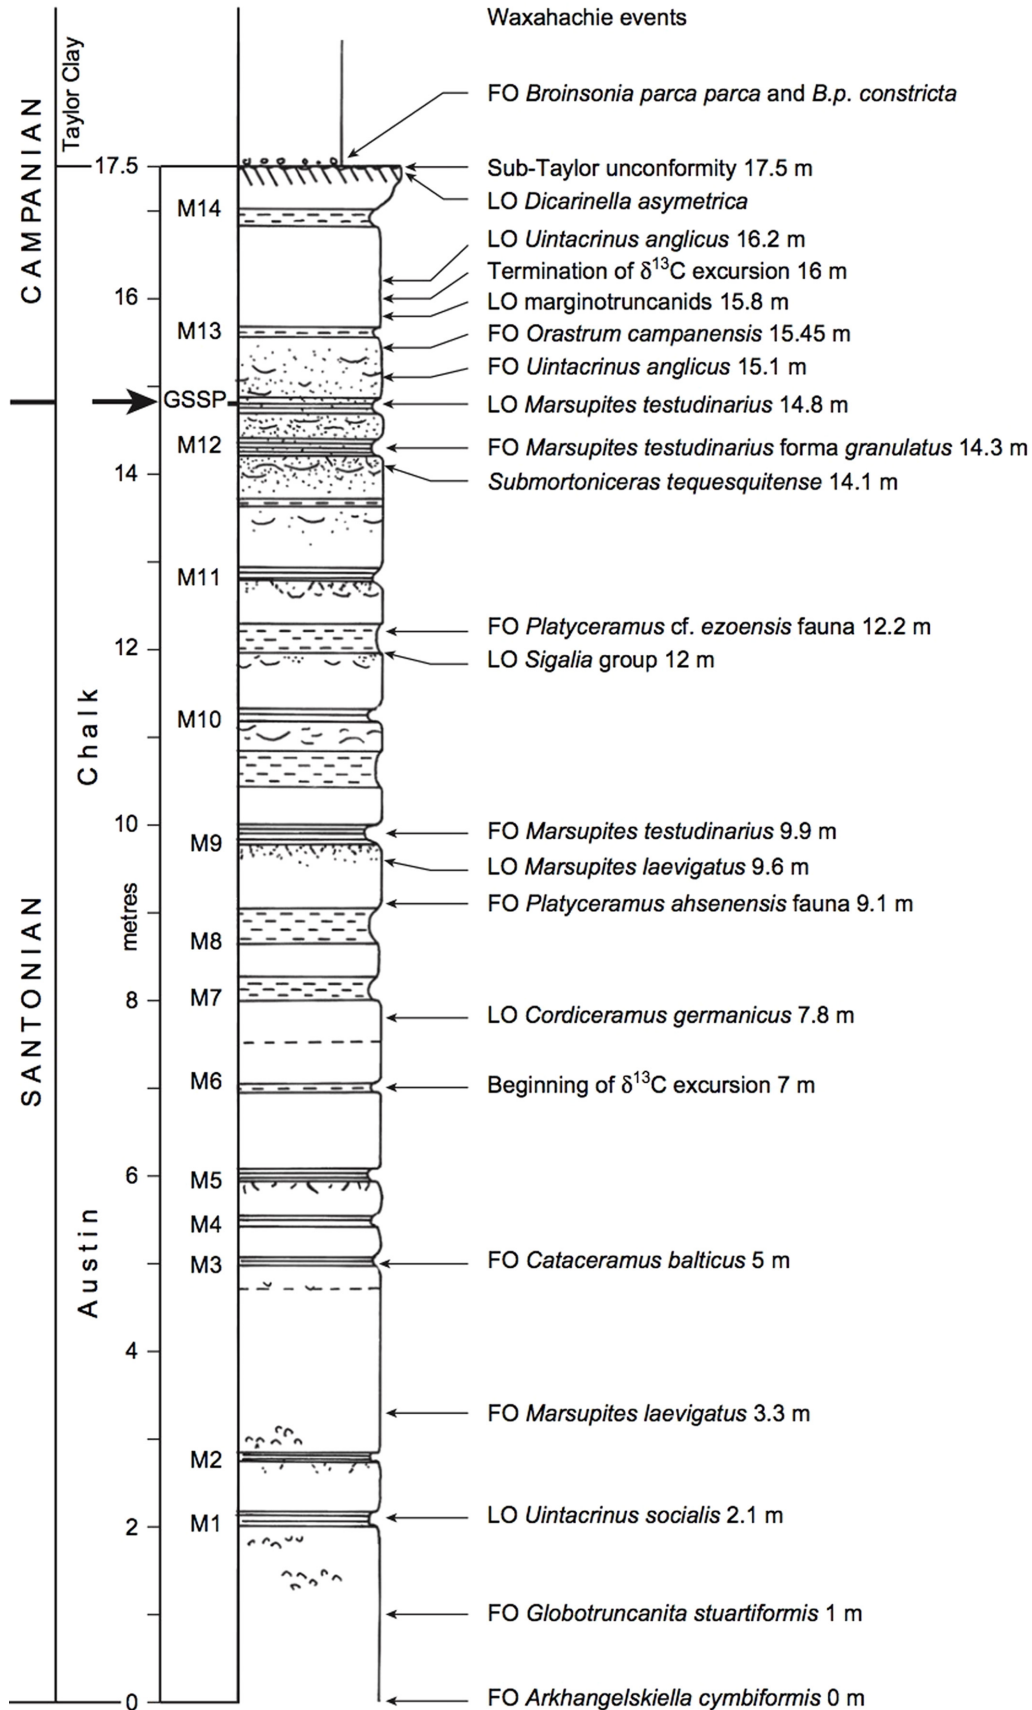 Waxahachie events
CAMPANIAN
SANTONIAN
Taylor Clay
Austin Chalk
metres
17.5
16
14
12
10
8
6
4
2
0
M14
M13
GSSP
M12
M11
M10
M9
M8
M7
M6
M5
M4
M3
M2
M1
FO Broinsonia parca parca and B.p. constricta
Sub-Taylor unconformity 17.5 m
LO Dicarinella asymetrica
LO Uintacrinus anglicus 16.2 m
Termination of δ¹³C excursion 16 m
LO marginotruncanids 15.8 m
FO Orastrum campanensis 15.45 m
FO Uintacrinus anglicus 15.1 m
LO Marsupites testudinarius 14.8 m
FO Marsupites testudinarius forma granulatus 14.3 m
Submortoniceras tequesquitense 14.1 m
FO Platyceramus cf. ezoensis fauna 12.2 m
LO Sigalia group 12 m
FO Marsupites testudinarius 9.9 m
LO Marsupites laevigatus 9.6 m
FO Platyceramus ahsenensis fauna 9.1 m
LO Cordiceramus germanicus 7.8 m
Beginning of δ¹³C excursion 7 m
FO Cataceramus balticus 5 m
FO Marsupites laevigatus 3.3 m
LO Uintacrinus socialis 2.1 m
FO Globotruncanita stuartiformis 1 m
FO Arkhangelskiella cymbiformis 0 m